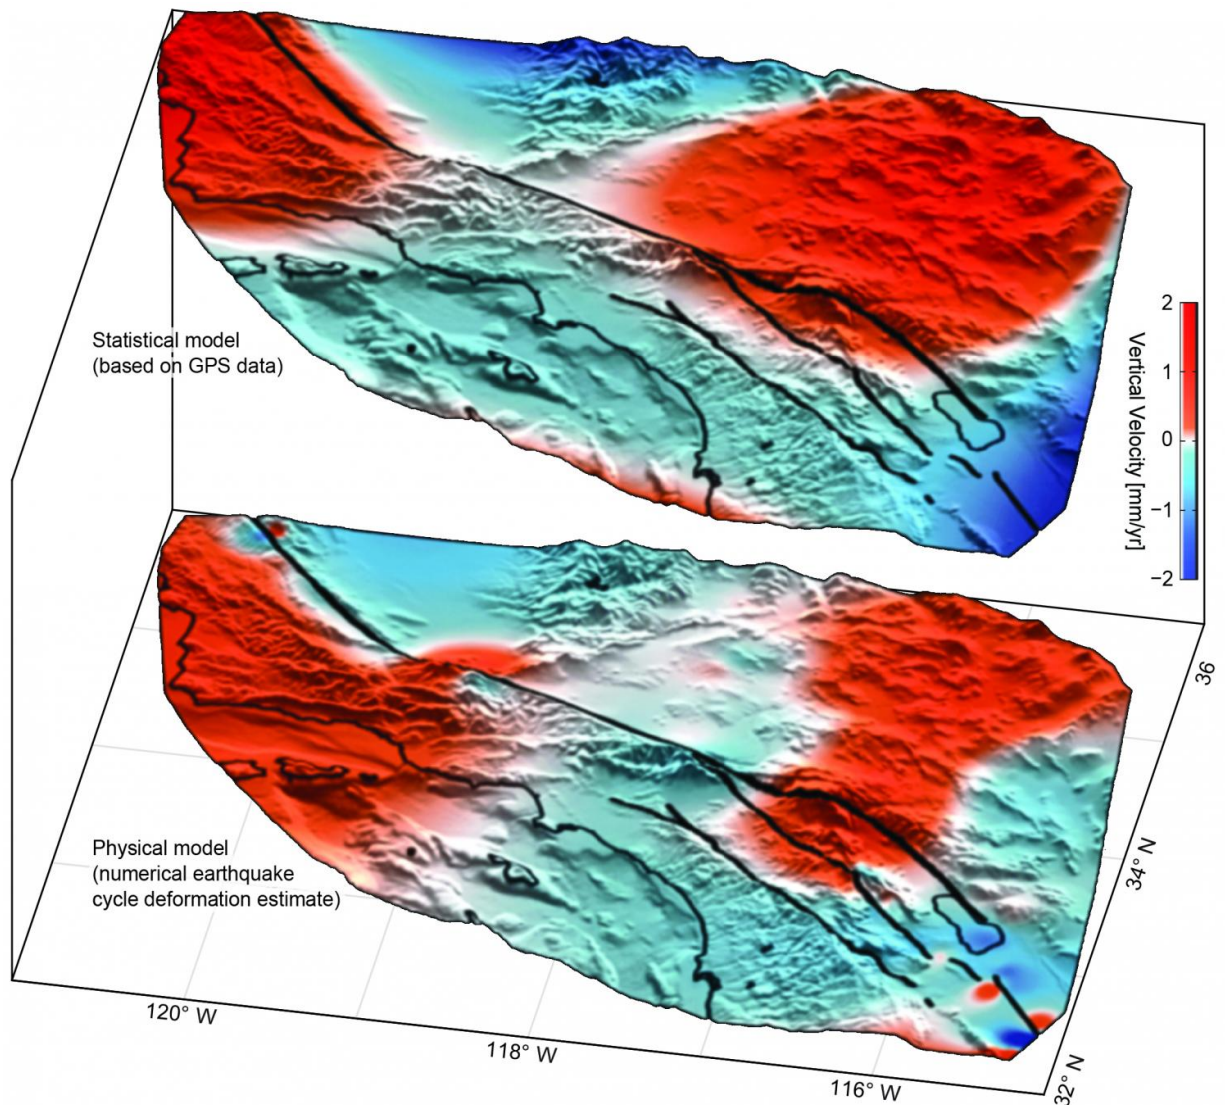 Statistical model
(based on GPS data)
2
1
0
−1
−2
Vertical Velocity [mm/yr]
Physical model
(numerical earthquake
cycle deformation estimate)
36
34° N
32° N
120° W
118° W
116° W